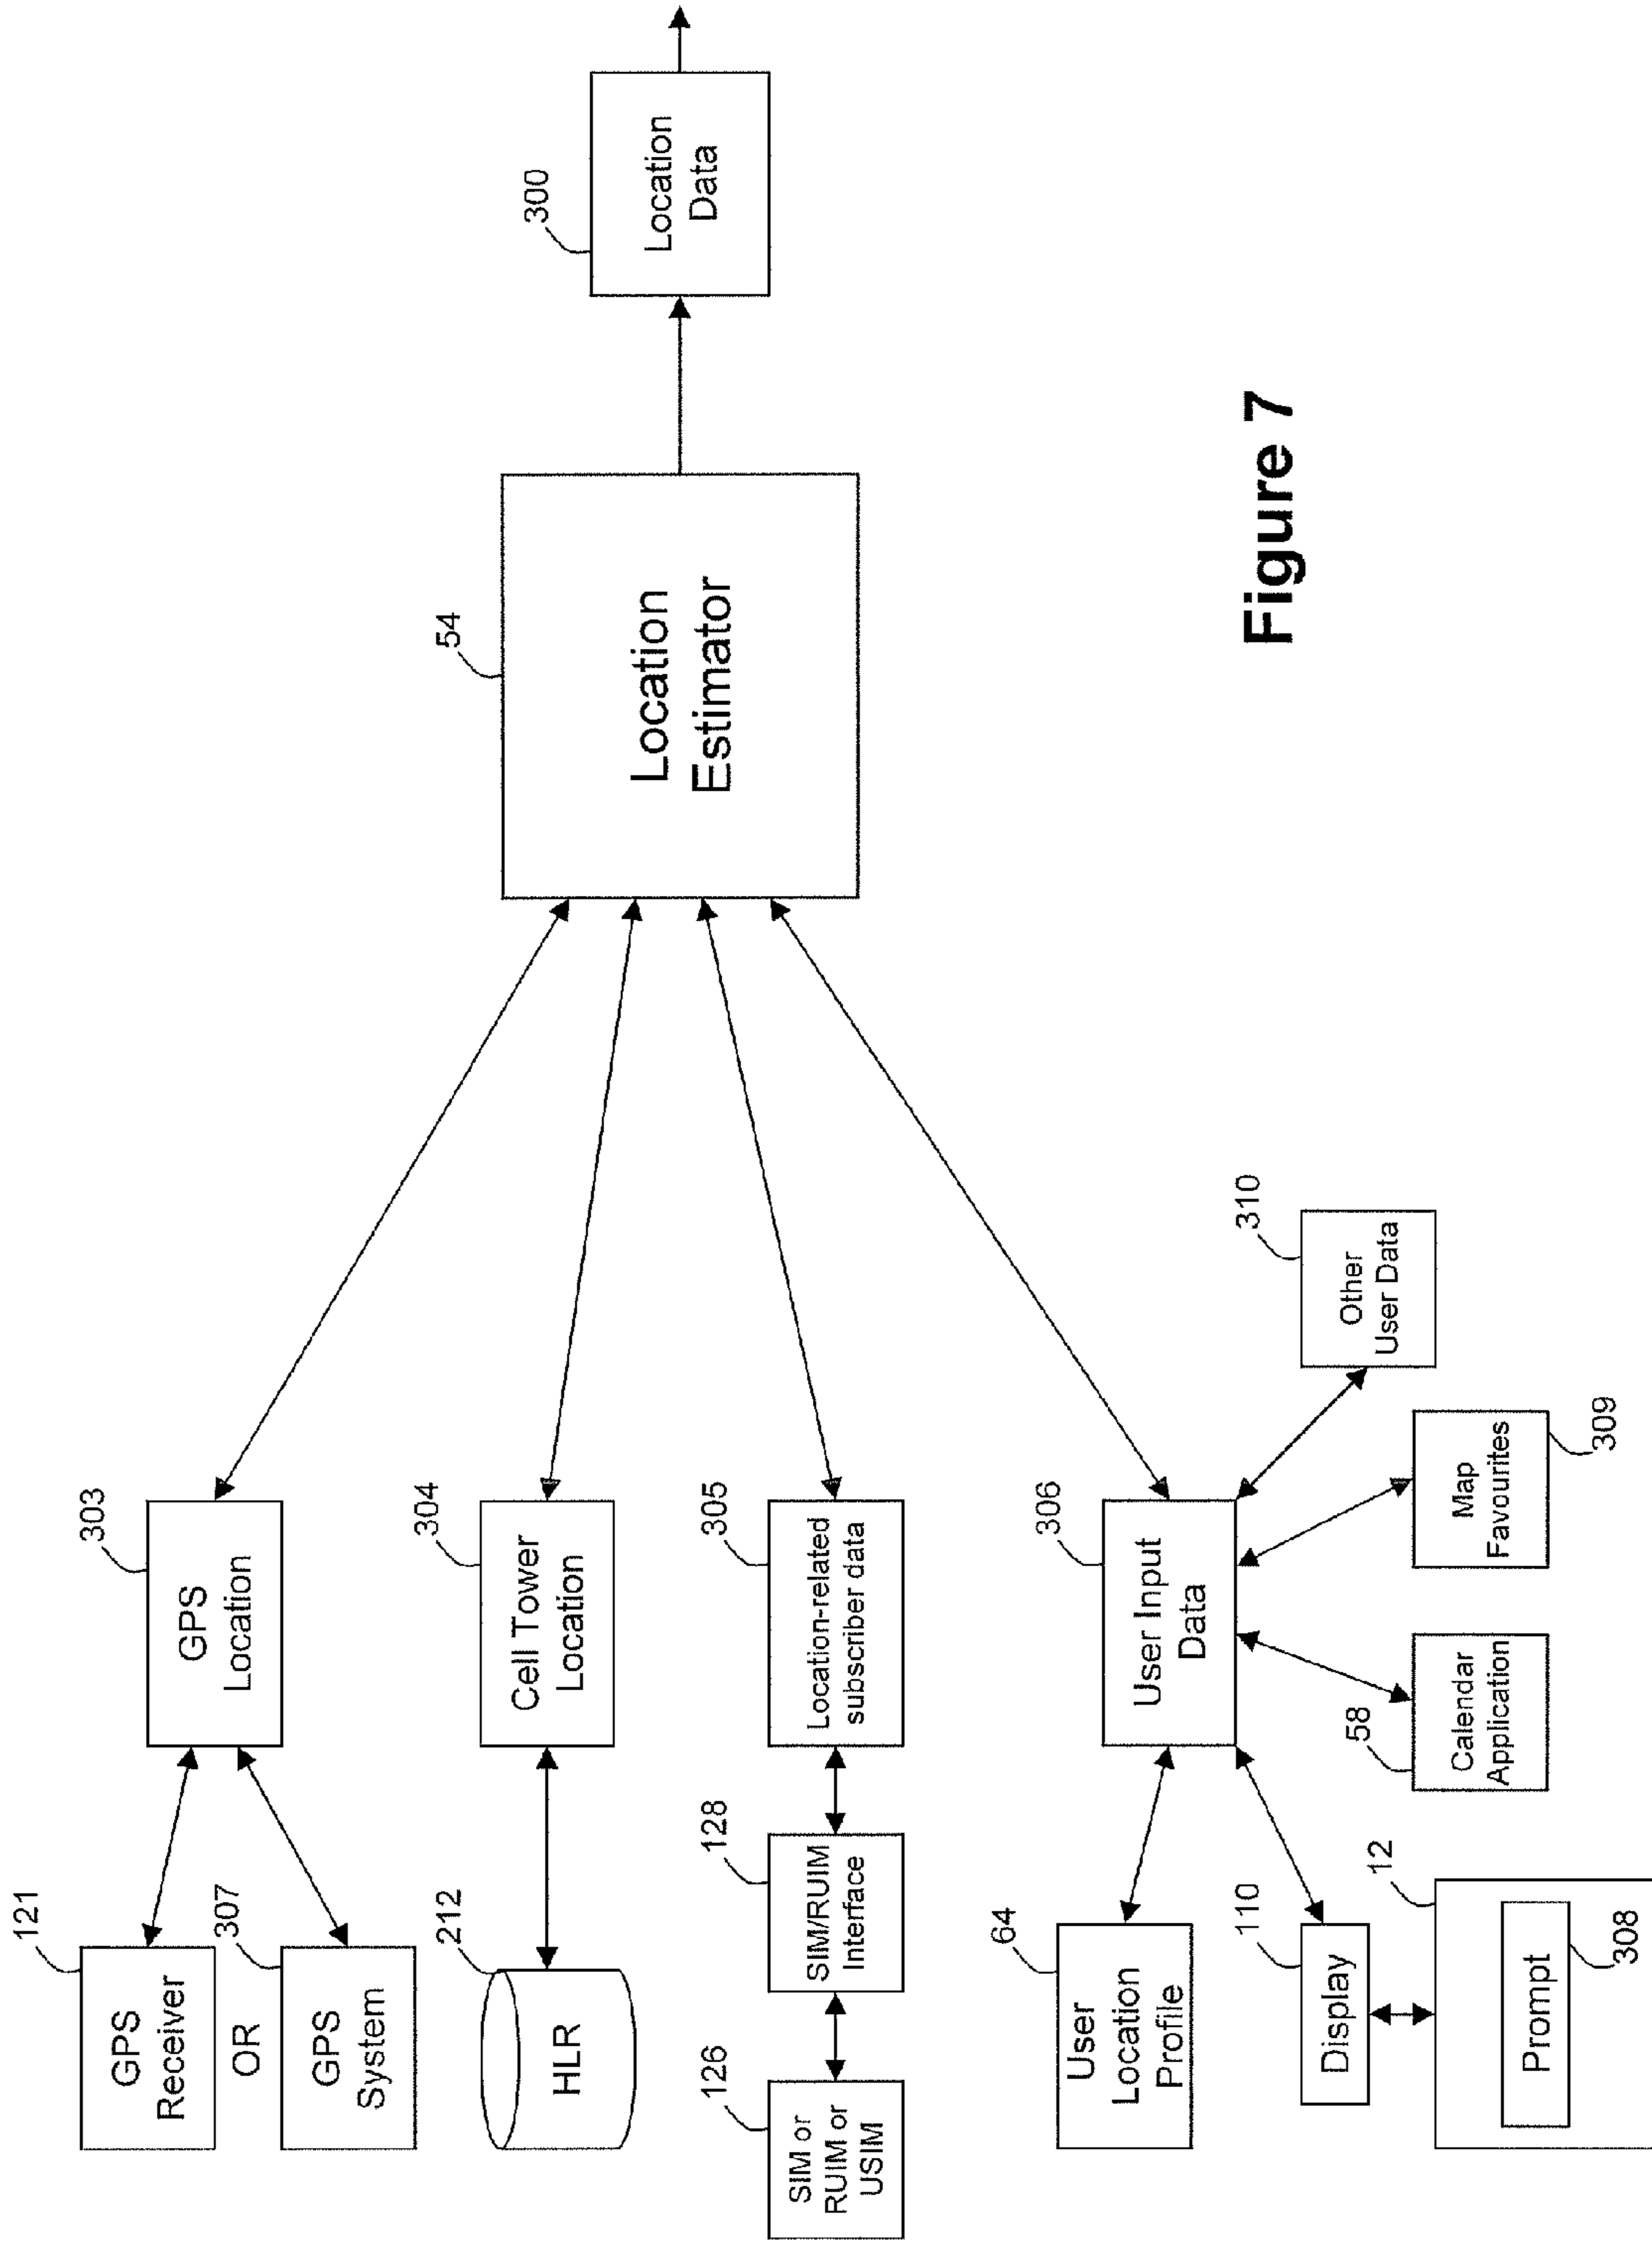 121
GPS
Receiver
OR
307
GPS
System
303
GPS
Location
212
HLR
304
Cell Tower
Location
126
SIM or
RUIM or
USIM
128
SIM/RUIM
Interface
305
Location-related
subscriber data
64
User
Location
Profile
110
Display
12
Prompt
308
306
User Input
Data
58
Calendar
Application
Map
Favourites
309
310
Other
User Data
54
Location
Estimator
300
Location
Data
Figure 7